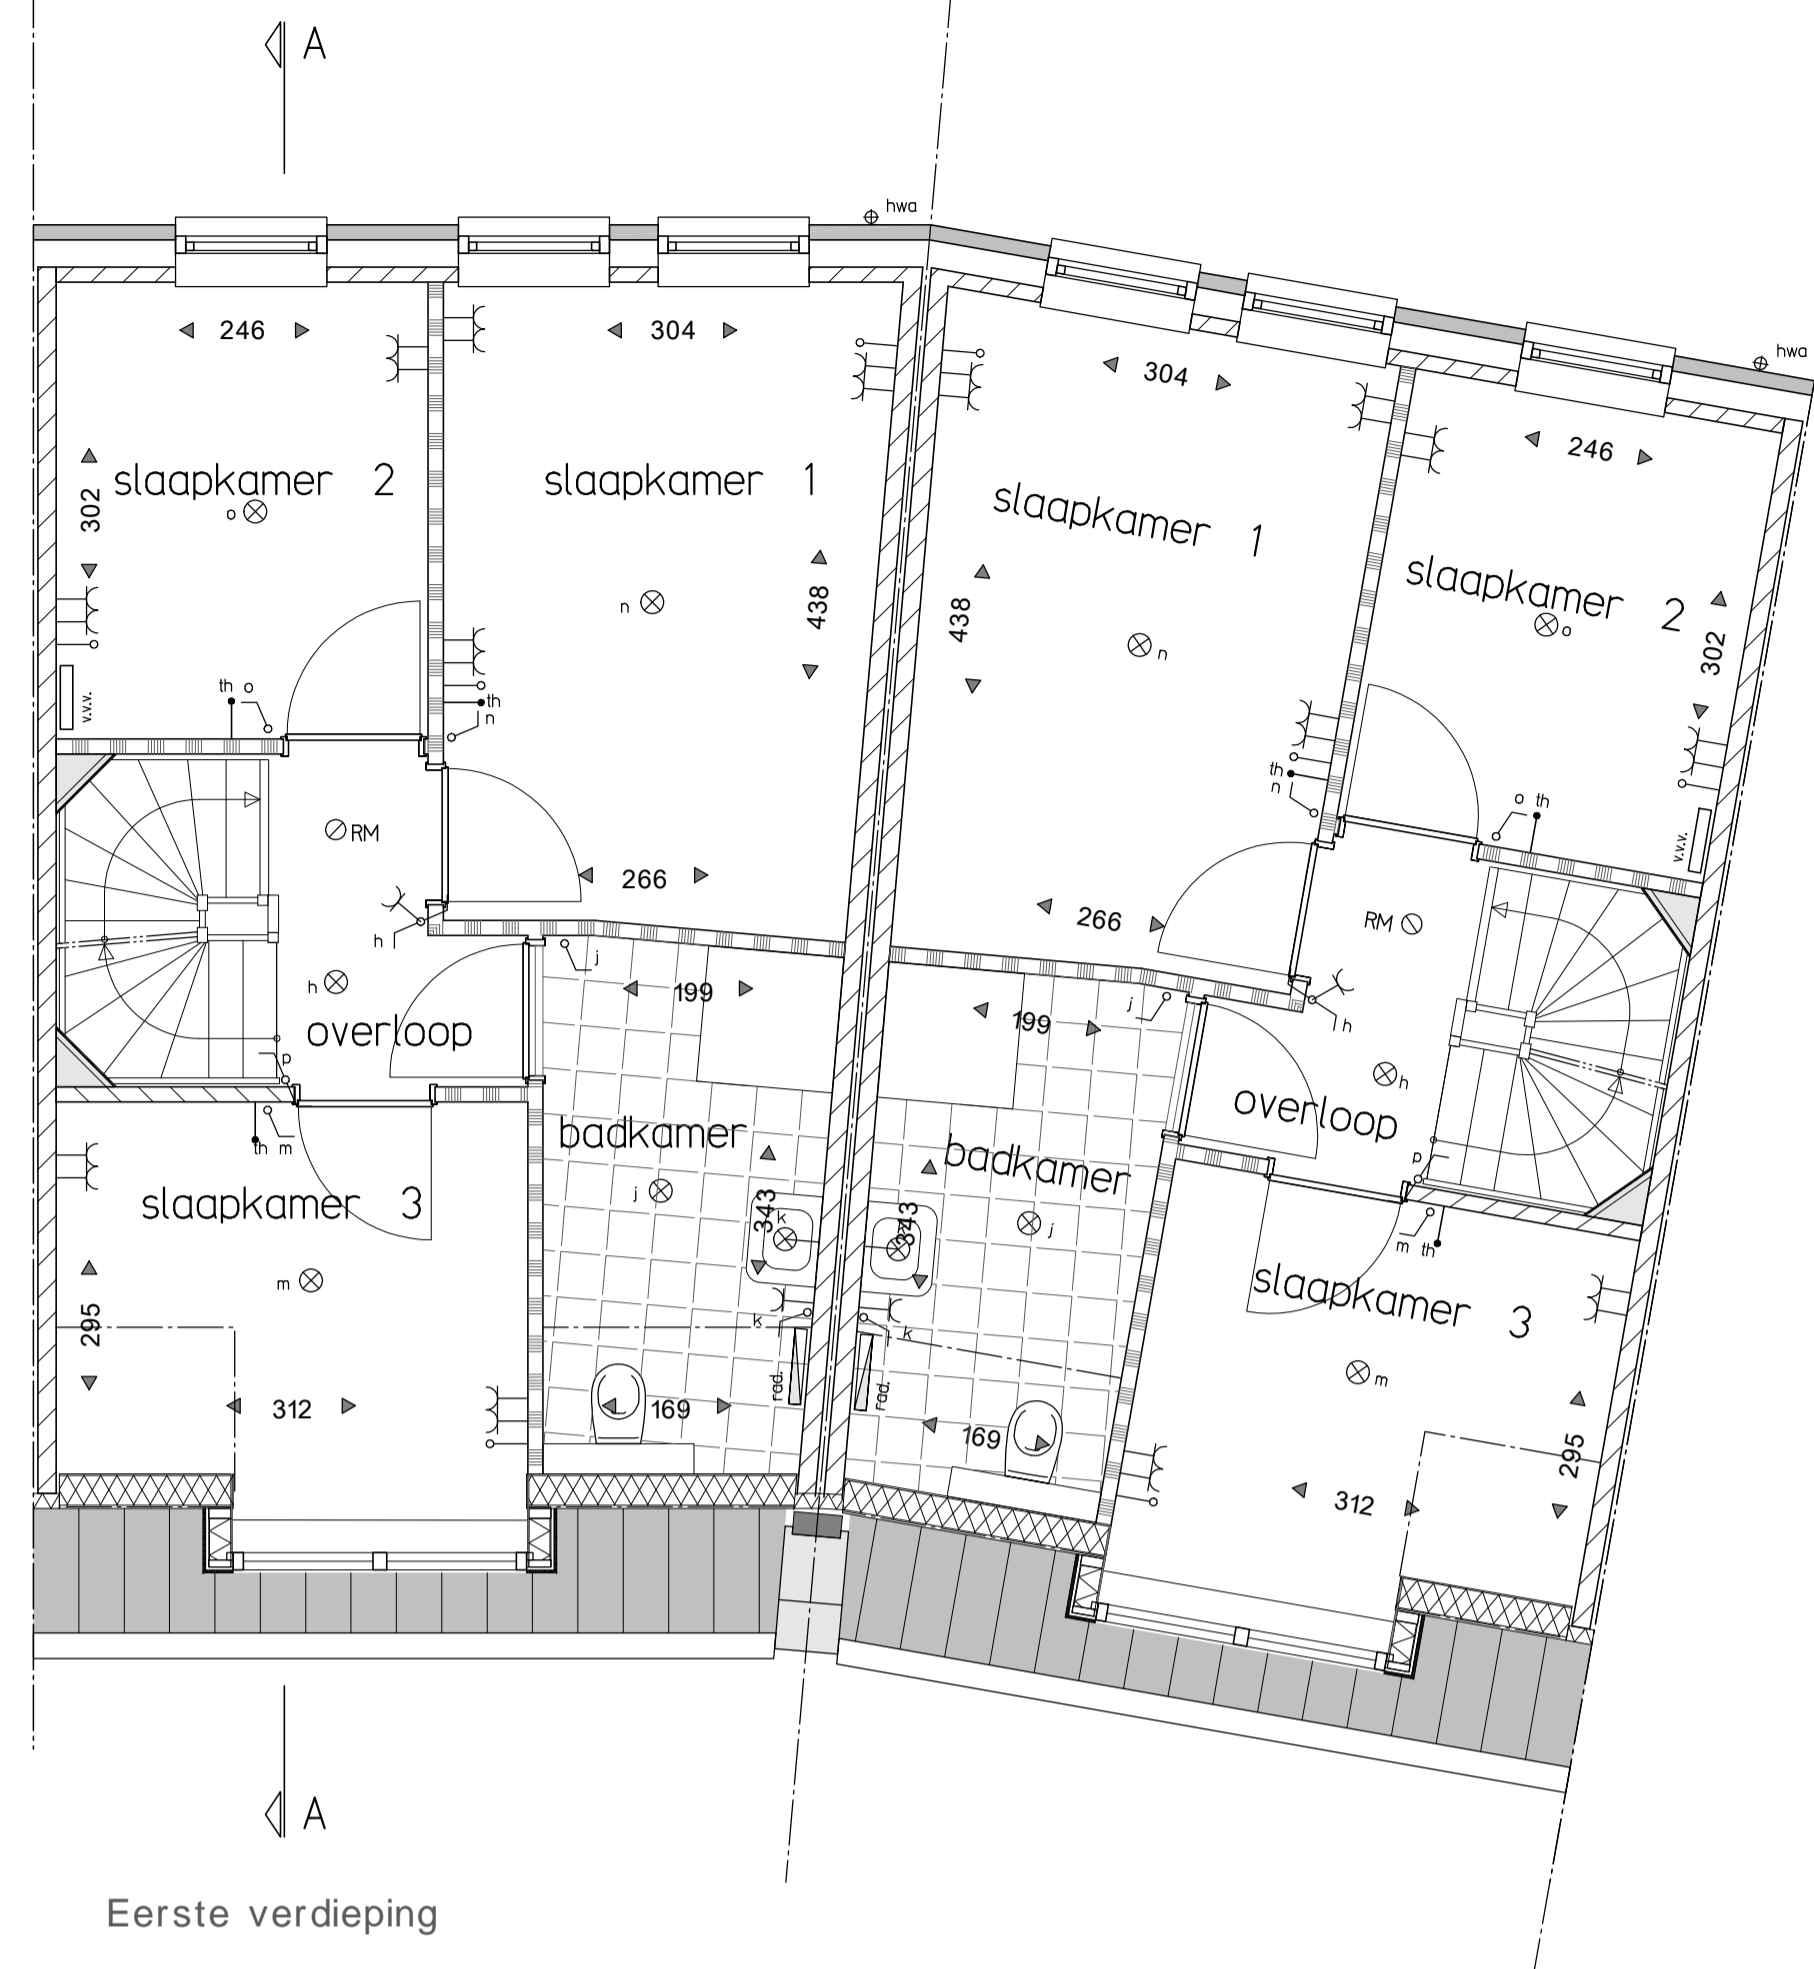 A
hwa
hwa
246
304
304
246
slaapkamer 2
slaapkamer 1
slaapkamer 1
slaapkamer 2
302
o
n
438
438
n
o
302
v.v.
th o
th
n
th
n
o th
v.v.
RM
266
266
RM
h
j
199
199
j
h
h
overloop
h
overloop
p
p
th m
badkamer
badkamer
m th
slaapkamer 3
j
343
k
343
j
slaapkamer 3
m
k
k
m
295
rad.
rad.
312
169
169
312
295
A
Eerste verdieping